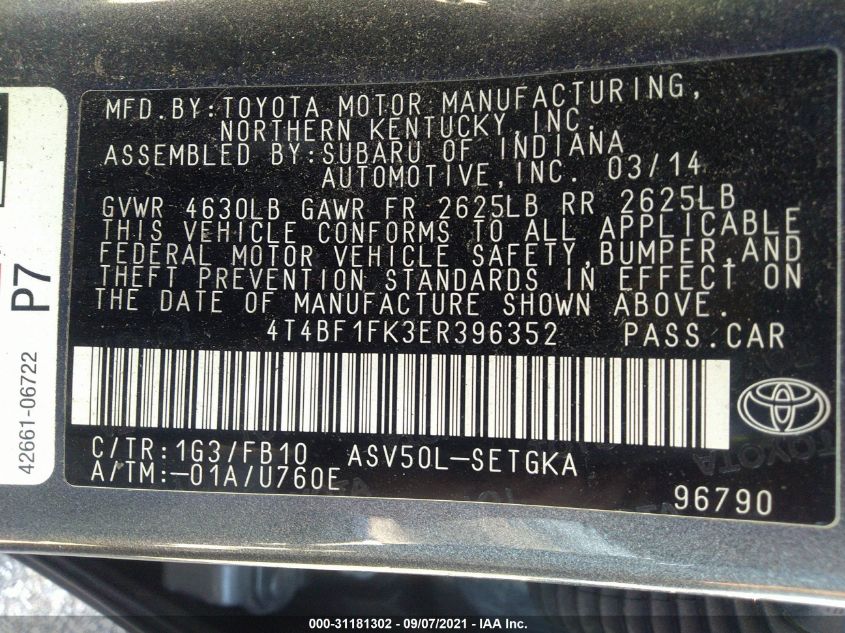 MFD.BY:TOYOTA MOTOR MANUFACTURING,
NORTHERN KENTUCKY,INC.
ASSEMBLED BY:SUBARU OF INDIANA
AUTOMOTIVE,INC. 03/14
GVWR 4630LB GAWR FR 2625LB RR 2625LB
THIS VEHICLE CONFORMS TO ALL APPLICABLE
FEDERAL MOTOR VEHICLE SAFETY,BUMPER,AND
THEFT PREVENTION STANDARDS IN EFFECT ON
THE DATE OF MANUFACTURE SHOWN ABOVE.
4T4BF1FK3ER396352 PASS.CAR
C/TR:1G3/FB10 ASV50L-SETGKA
A/TM:-01A/U760E
96790
TOYOTA
P7
42661-06722
000-31181302 - 09/07/2021 - IAA Inc.